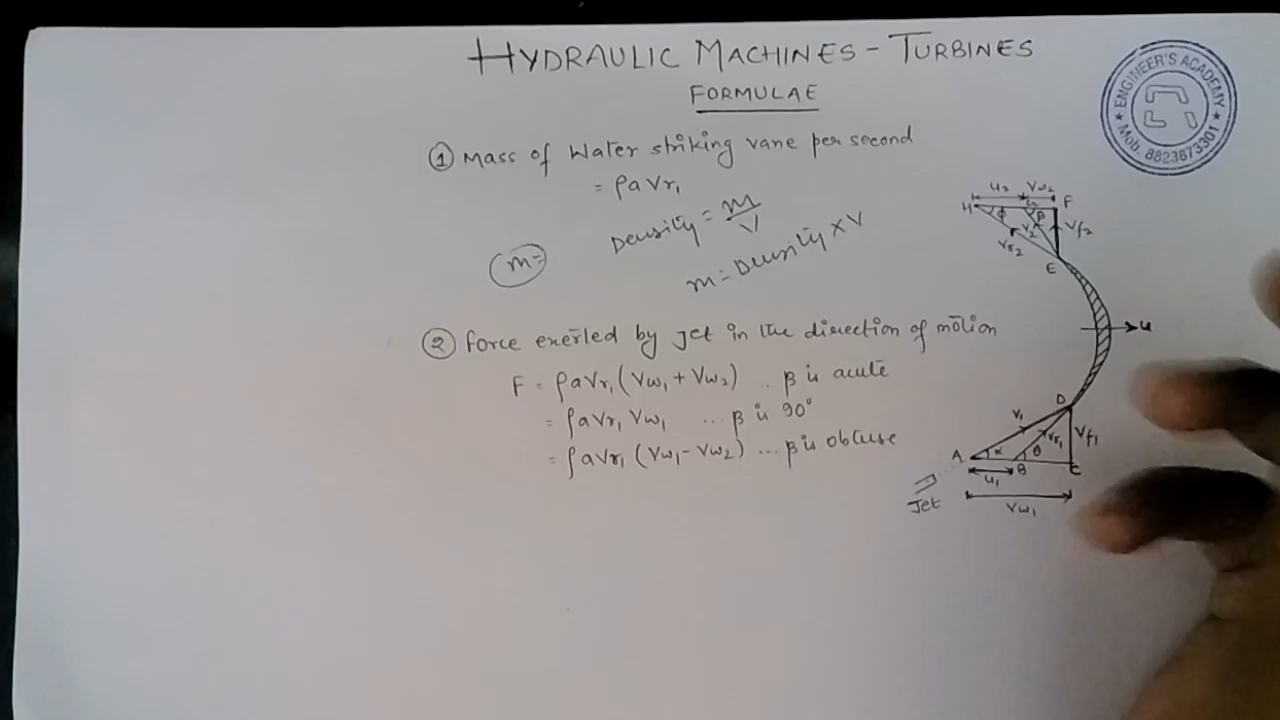 HYDRAULIC MACHINES - TURBINES
FORMULAE
ENGINEER'S ACADEMY
★ Mob. 8823873301 ★
① Mass of Water striking vane per second
= ρaVr₁
Density = m/V
m=
m = Density × V
② Force exerted by jet in the direction of motion
F = ρaVr₁ (Vw₁ + Vw₂) .. β is acute
= ρaVr₁ Vw₁ ... β is 90°
= ρaVr₁ (Vw₁ - Vw₂) ... β is obtuse
u₂ Vw₂
H ϕ G β F
Vr₂ V₂ Vf₂
E
u
D
V₁ Vr₁ Vf₁
A α B θ C
u₁
Jet
Vw₁